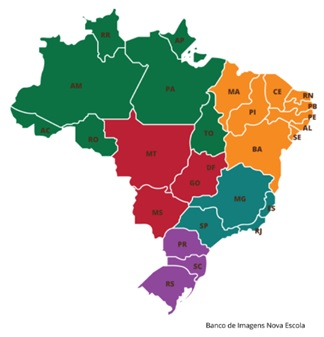 RR
AP
AM
PA
MA
CE
RN
PB
PI
PE
AL
SE
AC
RO
TO
BA
MT
DF
GO
MG
ES
MS
SP
RJ
PR
SC
RS
Banco de Imagens Nova Escola